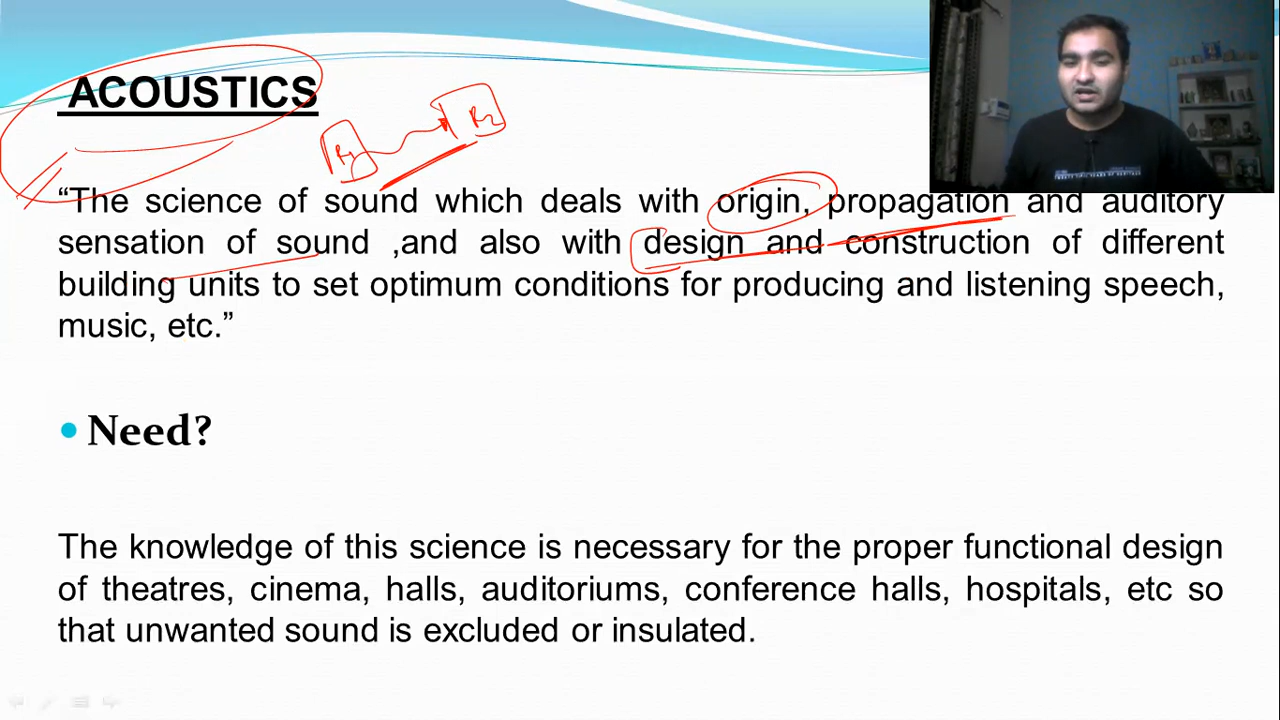 ACOUSTICS
R1
R2
“The science of sound which deals with origin, propagation and auditory
sensation of sound ,and also with design and construction of different
building units to set optimum conditions for producing and listening speech,
music, etc.”
• Need?
The knowledge of this science is necessary for the proper functional design
of theatres, cinema, halls, auditoriums, conference halls, hospitals, etc so
that unwanted sound is excluded or insulated.